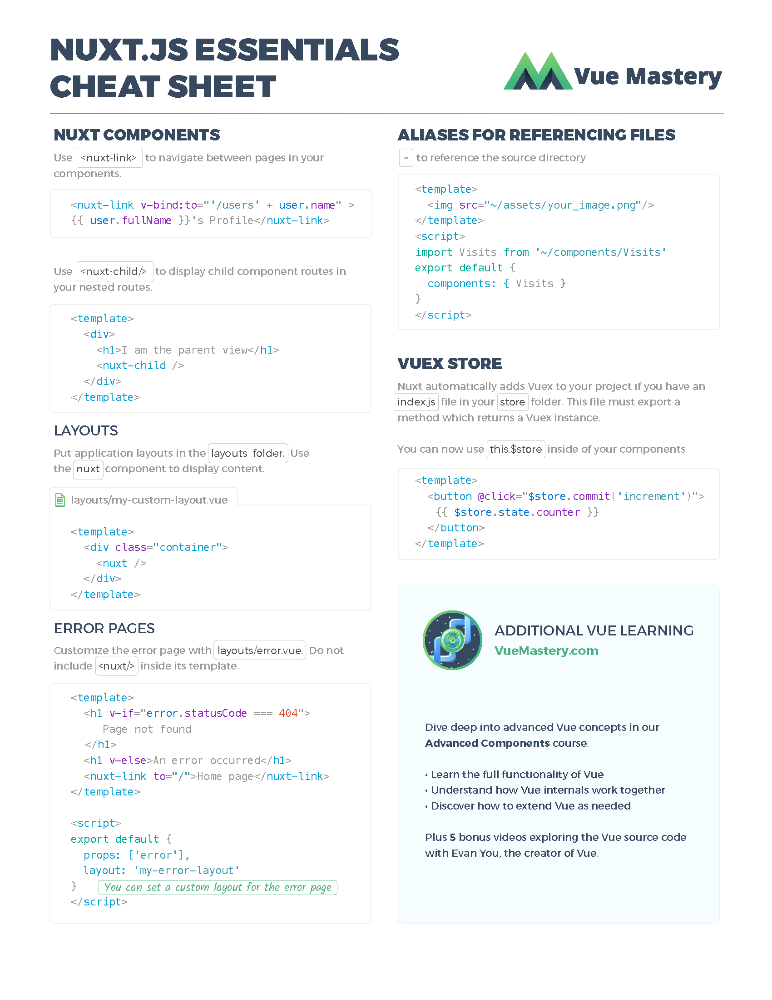 NUXT.JS ESSENTIALS
CHEAT SHEET
Vue Mastery
NUXT COMPONENTS
Use <nuxt-link> to navigate between pages in your
components.
<nuxt-link v-bind:to="'/users' + user.name" >
{{ user.fullName }}'s Profile</nuxt-link>
Use <nuxt-child/> to display child component routes in
your nested routes.
<template>
  <div>
    <h1>I am the parent view</h1>
    <nuxt-child />
  </div>
</template>
LAYOUTS
Put application layouts in the layouts folder. Use
the nuxt component to display content.
layouts/my-custom-layout.vue
<template>
  <div class="container">
    <nuxt />
  </div>
</template>
ERROR PAGES
Customize the error page with layouts/error.vue. Do not
include <nuxt/> inside its template.
<template>
  <h1 v-if="error.statusCode === 404">
     Page not found
  </h1>
  <h1 v-else>An error occurred</h1>
  <nuxt-link to="/">Home page</nuxt-link>
</template>
<script>
export default {
  props: ['error'],
  layout: 'my-error-layout'
} You can set a custom layout for the error page
</script>
ALIASES FOR REFERENCING FILES
~ to reference the source directory
<template>
  <img src="~/assets/your_image.png"/>
</template>
<script>
import Visits from '~/components/Visits'
export default {
  components: { Visits }
}
</script>
VUEX STORE
Nuxt automatically adds Vuex to your project if you have an
index.js file in your store folder. This file must export a
method which returns a Vuex instance.
You can now use this.$store inside of your components.
<template>
  <button @click="$store.commit('increment')">
   {{ $store.state.counter }}
  </button>
</template>
ADDITIONAL VUE LEARNING
VueMastery.com
Dive deep into advanced Vue concepts in our
Advanced Components course.
• Learn the full functionality of Vue
• Understand how Vue internals work together
• Discover how to extend Vue as needed
Plus 5 bonus videos exploring the Vue source code
with Evan You, the creator of Vue.